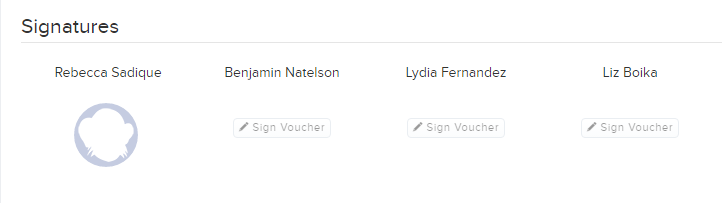 Signatures
Rebecca Sadique Benjamin Natelson Lydia Fernandez Liz Boika
Sign Voucher Sign Voucher Sign Voucher